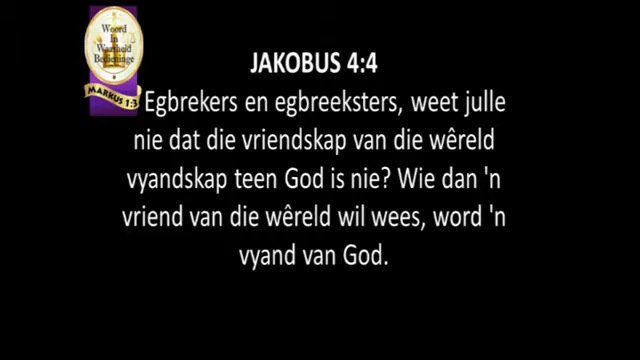 Woord
In
Waarheid
Bedieninge
MARKUS 1:3
JAKOBUS 4:4
Egbrekers en egbreeksters, weet julle
nie dat die vriendskap van die wêreld
vyandskap teen God is nie? Wie dan 'n
vriend van die wêreld wil wees, word 'n
vyand van God.